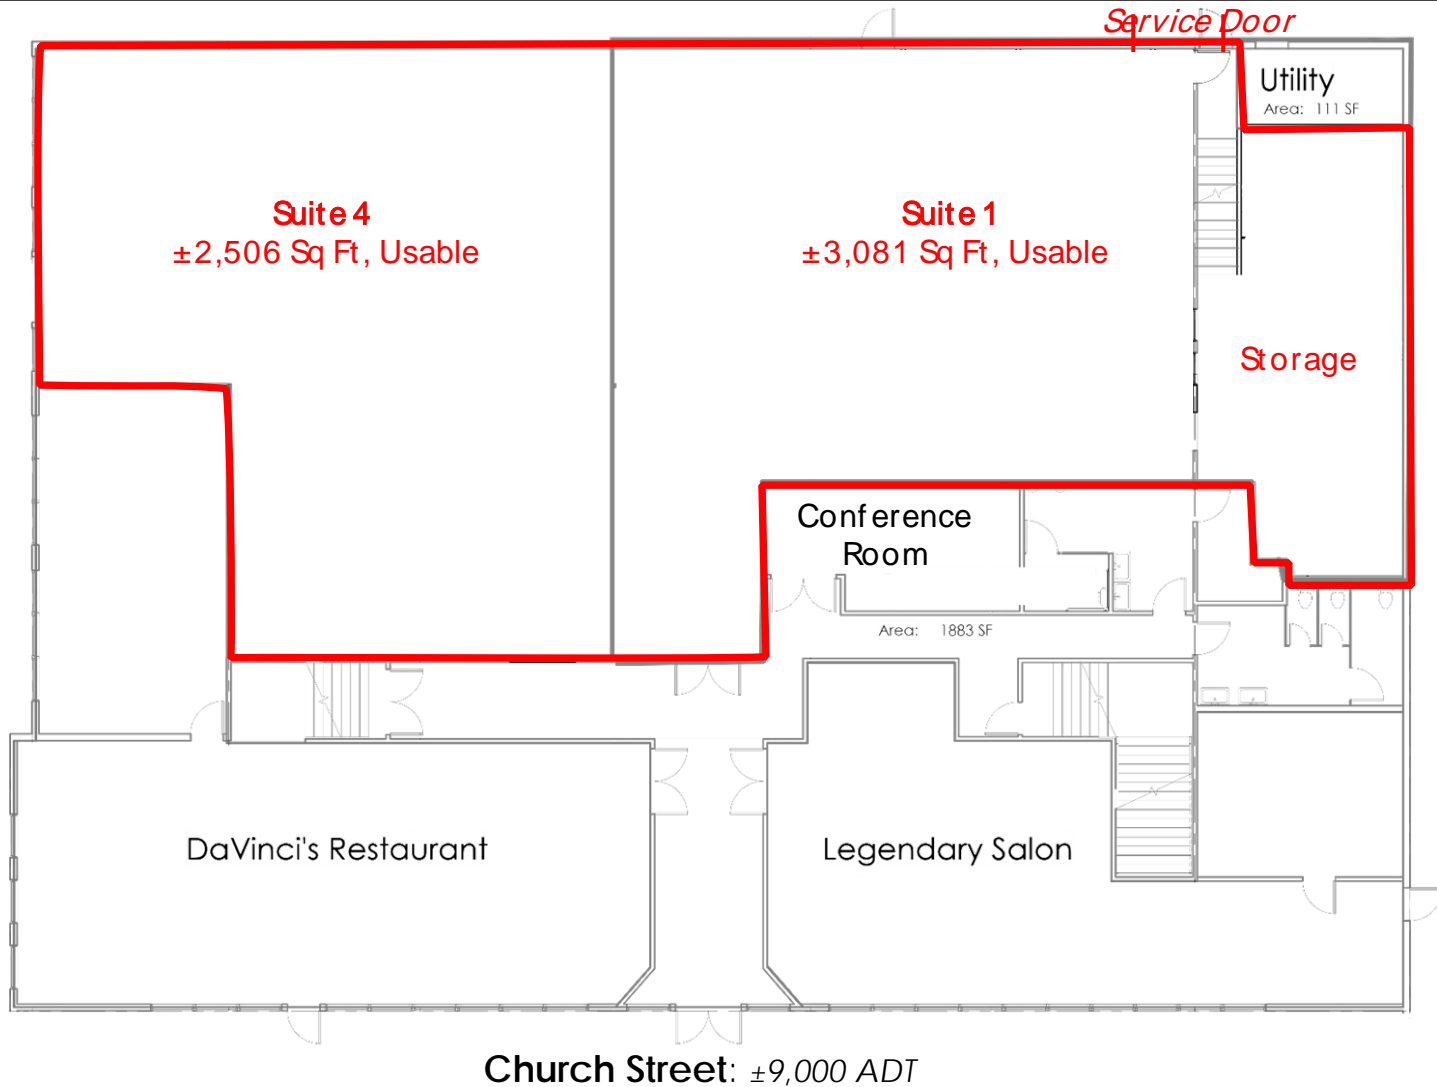 Service Door
Utility
Area: 111 SF
Suite 4
±2,506 Sq Ft, Usable
Suite 1
±3,081 Sq Ft, Usable
Storage
Conference
Room
Area: 1883 SF
DaVinci's Restaurant
Legendary Salon
Church Street: ±9,000 ADT